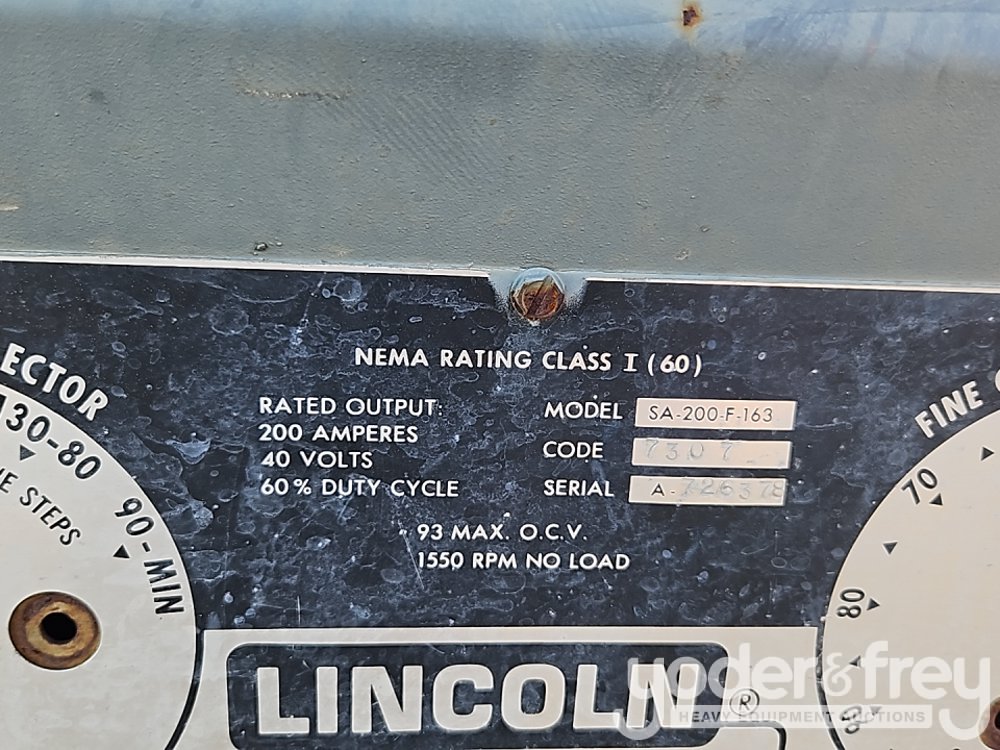 NEMA RATING CLASS I (60)
RATED OUTPUT:
200 AMPERES
40 VOLTS
60% DUTY CYCLE
MODEL SA-200-F-163
CODE 7307
SERIAL A-726378
93 MAX. O.C.V.
1550 RPM NO LOAD
ECTOR
130-80
90-MIN
E STEPS
FINE
70
80
LINCOLN ®
yoder&frey
HEAVY EQUIPMENT AUCTIONS